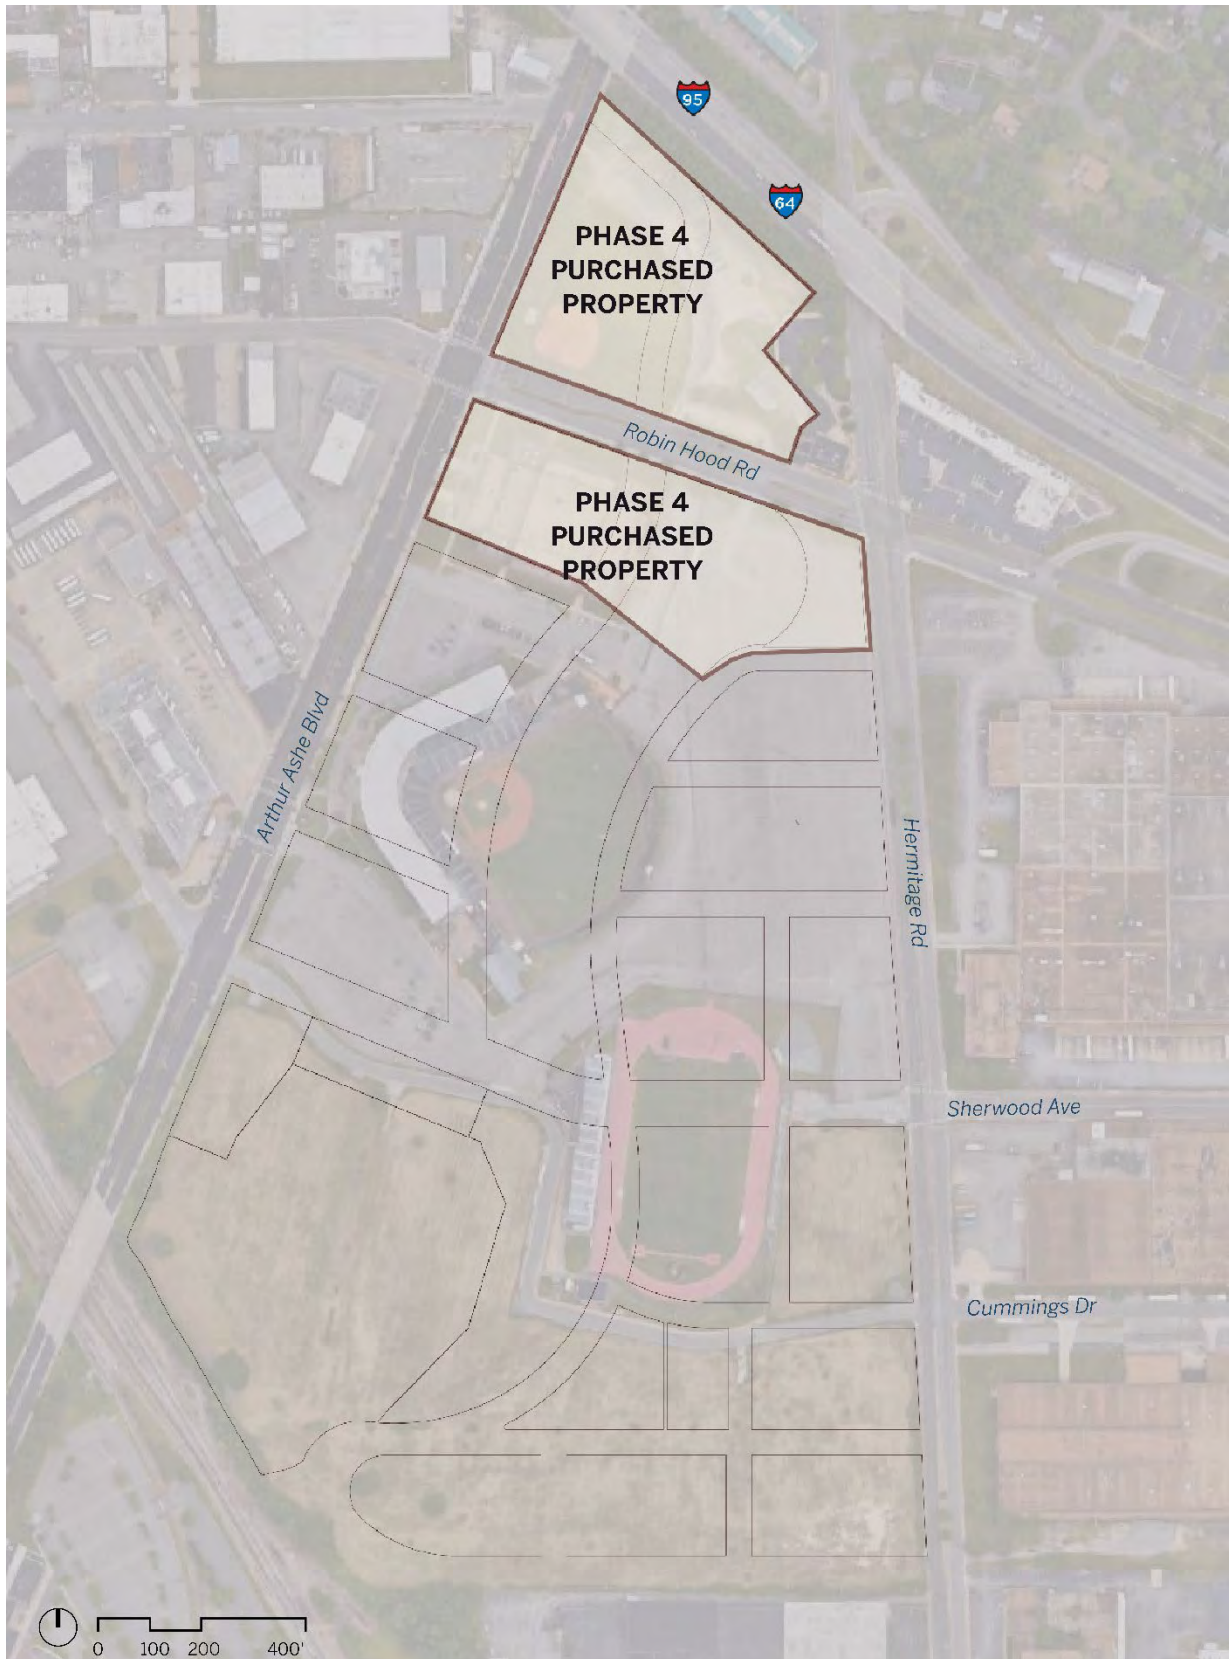 95
64
PHASE 4
PURCHASED
PROPERTY
Robin Hood Rd
PHASE 4
PURCHASED
PROPERTY
Arthur Ashe Blvd
Hermitage Rd
Sherwood Ave
Cummings Dr
0 100 200 400'